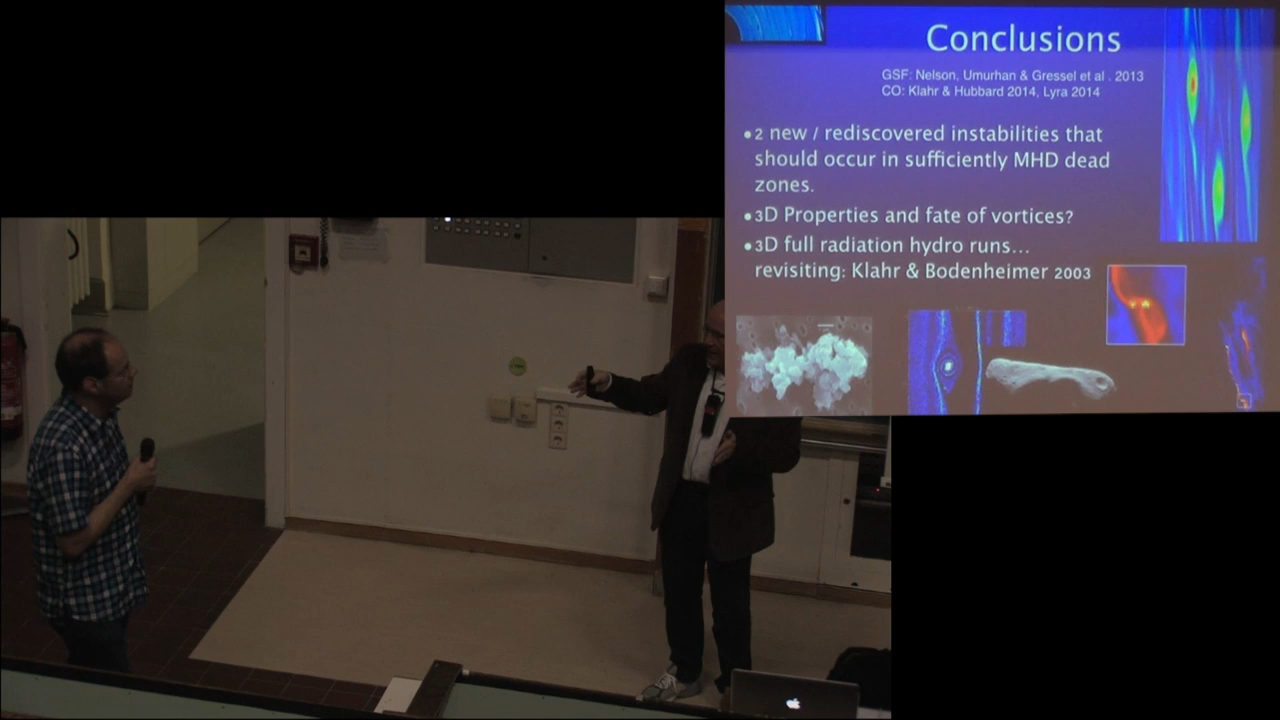 Conclusions
GSF: Nelson, Umurhan & Gressel et al . 2013
CO: Klahr & Hubbard 2014, Lyra 2014
•2 new / rediscovered instabilities that
should occur in sufficiently MHD dead
zones.
•3D Properties and fate of vortices?
•3D full radiation hydro runs…
revisiting: Klahr & Bodenheimer 2003